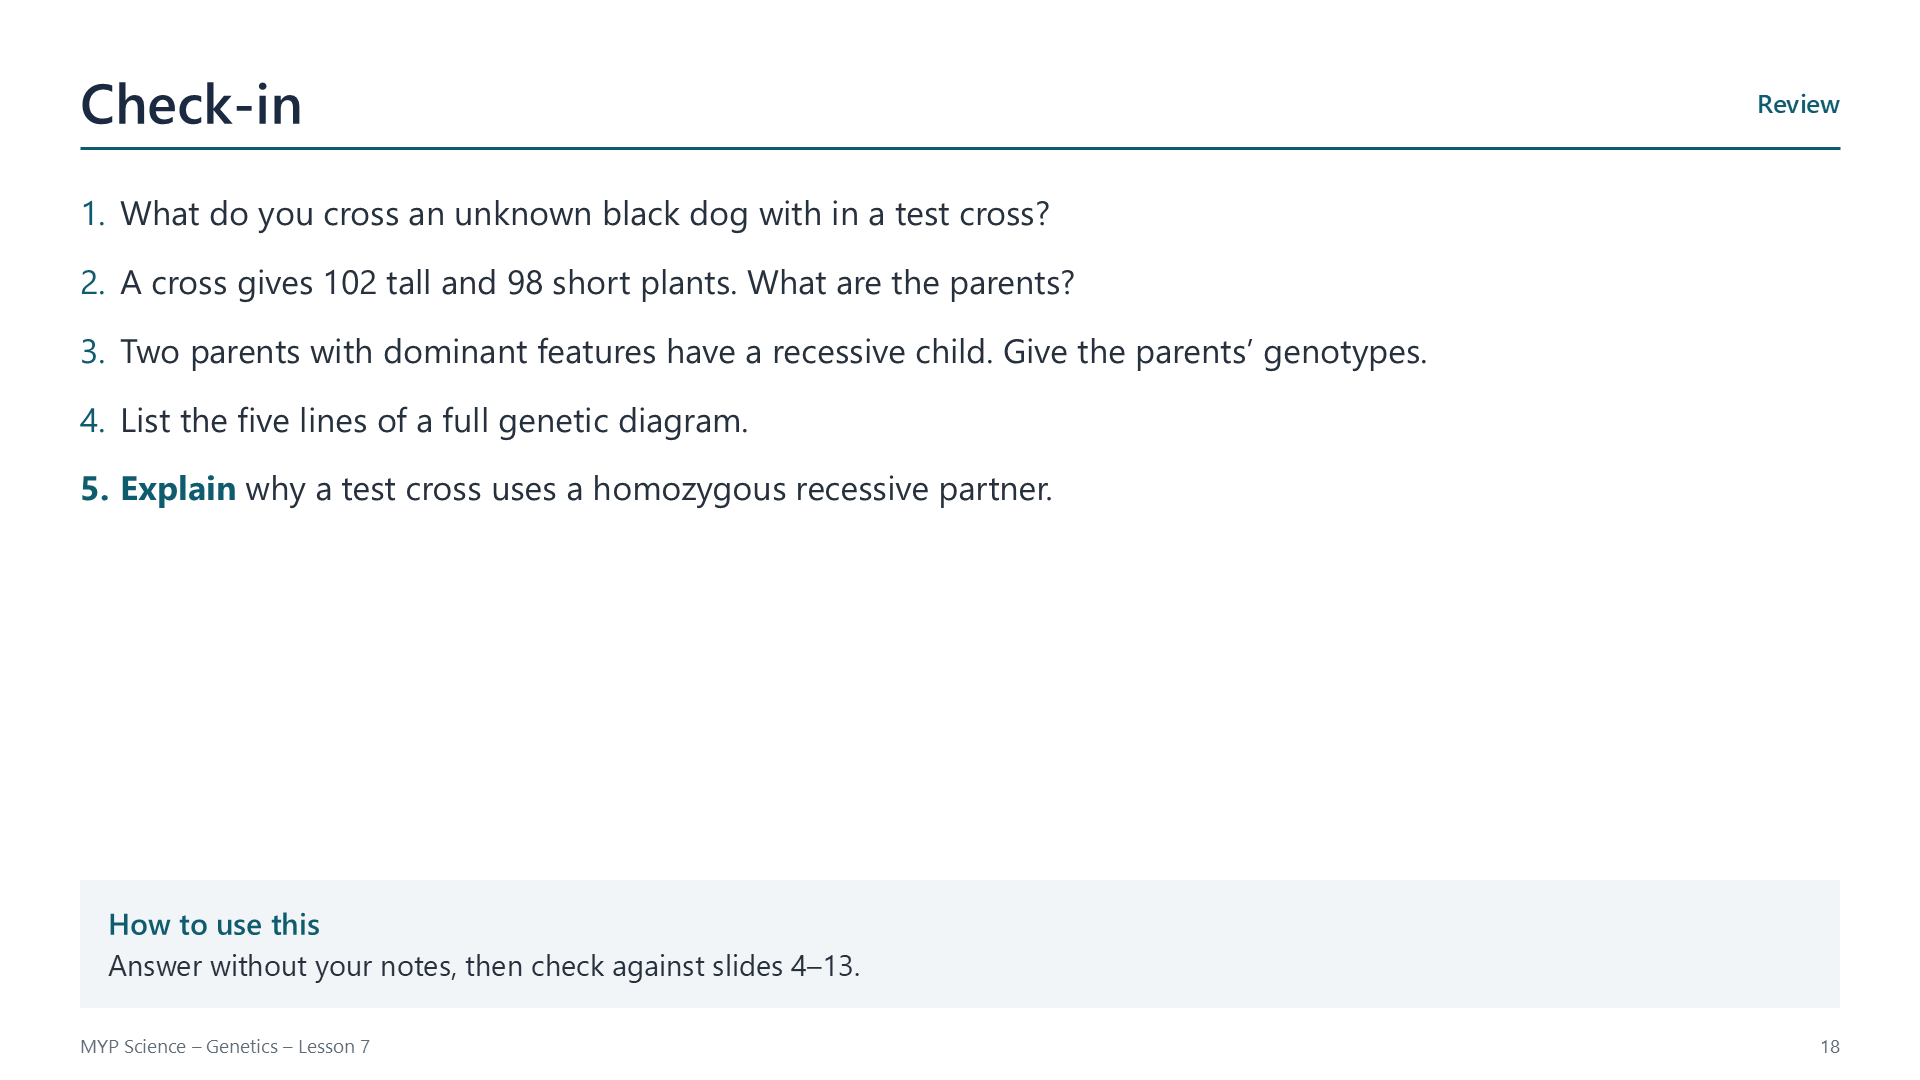 Check-in
Review
1. What do you cross an unknown black dog with in a test cross?
2. A cross gives 102 tall and 98 short plants. What are the parents?
3. Two parents with dominant features have a recessive child. Give the parents’ genotypes.
4. List the five lines of a full genetic diagram.
5. Explain why a test cross uses a homozygous recessive partner.
How to use this
Answer without your notes, then check against slides 4–13.
MYP Science – Genetics – Lesson 7
18